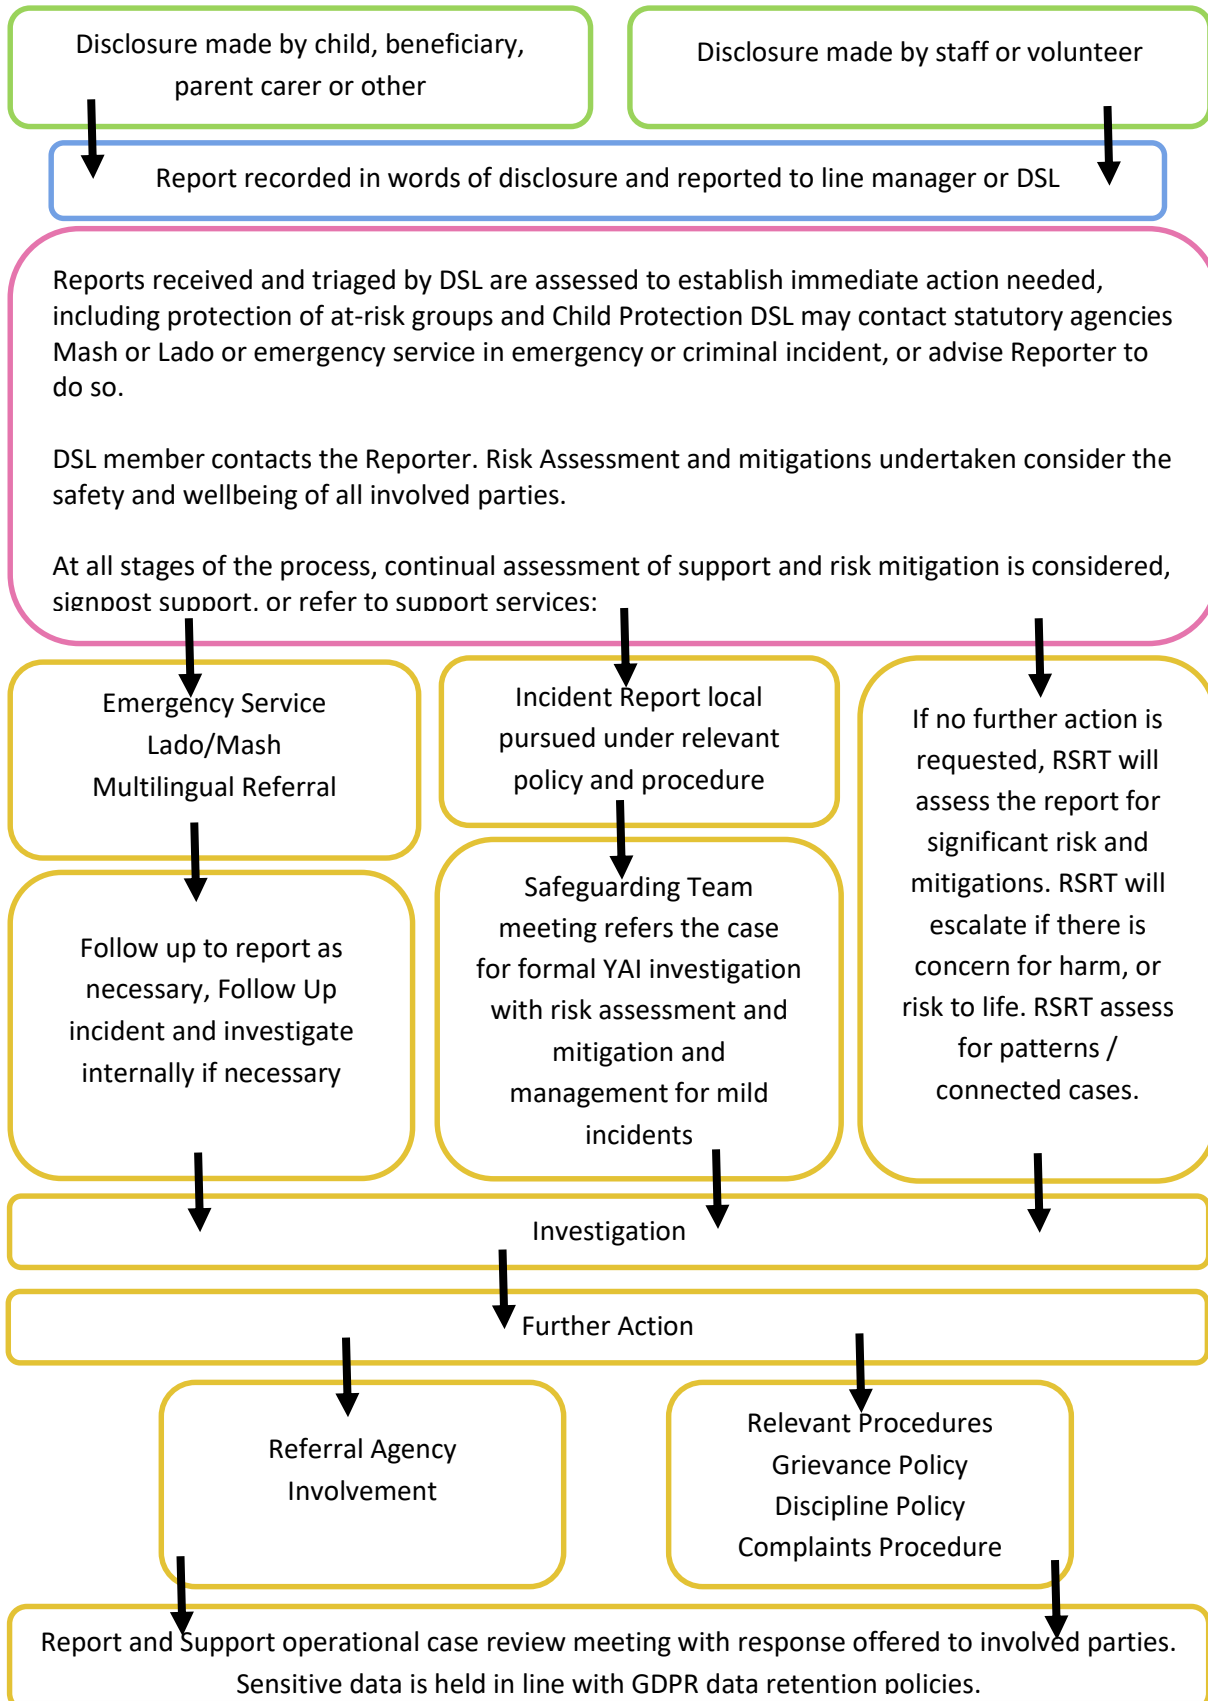 Disclosure made by child, beneficiary,
parent carer or other
Disclosure made by staff or volunteer
Report recorded in words of disclosure and reported to line manager or DSL
Reports received and triaged by DSL are assessed to establish immediate action needed,
including protection of at-risk groups and Child Protection DSL may contact statutory agencies
Mash or Lado or emergency service in emergency or criminal incident, or advise Reporter to
do so.
DSL member contacts the Reporter. Risk Assessment and mitigations undertaken consider the
safety and wellbeing of all involved parties.
At all stages of the process, continual assessment of support and risk mitigation is considered,
signpost support, or refer to support services:
Emergency Service
Lado/Mash
Multilingual Referral
Incident Report local
pursued under relevant
policy and procedure
If no further action is
requested, RSRT will
assess the report for
significant risk and
mitigations. RSRT will
escalate if there is
concern for harm, or
risk to life. RSRT assess
for patterns /
connected cases.
Follow up to report as
necessary, Follow Up
incident and investigate
internally if necessary
Safeguarding Team
meeting refers the case
for formal YAI investigation
with risk assessment and
mitigation and
management for mild
incidents
Investigation
Further Action
Referral Agency
Involvement
Relevant Procedures
Grievance Policy
Discipline Policy
Complaints Procedure
Report and Support operational case review meeting with response offered to involved parties.
Sensitive data is held in line with GDPR data retention policies.